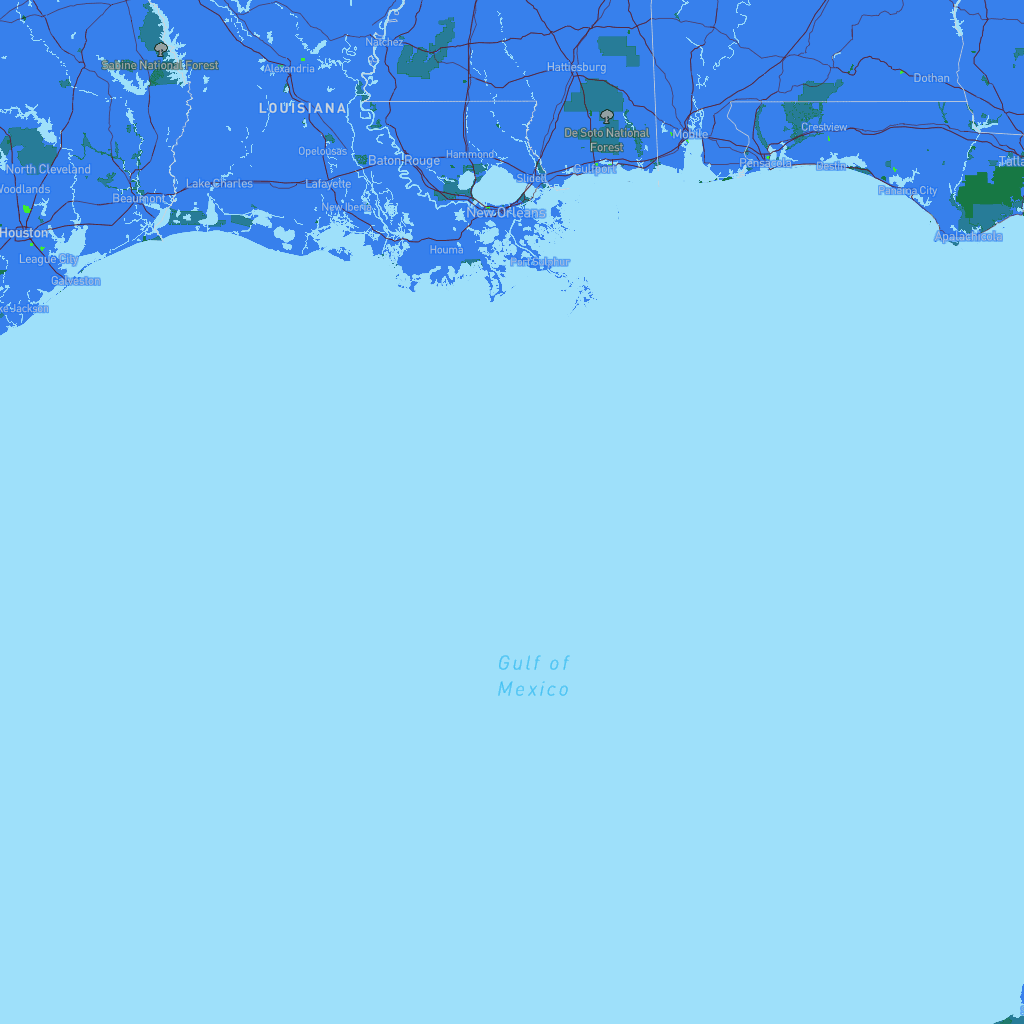 Natchez
Sabine National Forest
Alexandria
Hattiesburg
Dothan
LOUISIANA
De Soto National
Forest
Mobile
Crestview
Opelousas
Baton Rouge
Hammond
North Cleveland
Woodlands
Lake Charles
Lafayette
Slidell
Gulfport
Pensacola
Destin
Beaumont
New Iberia
New Orleans
Panama City
Houston
League City
Houma
Port Sulphur
Apalachicola
Galveston
Jackson
Gulf of
Mexico